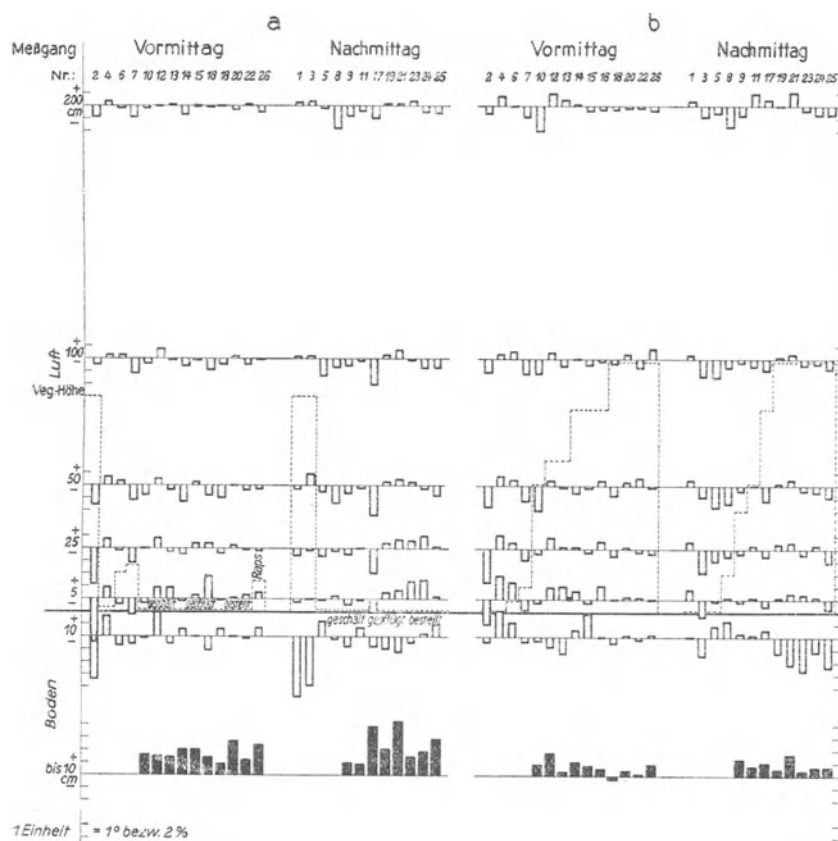 a b
Meßgang Vormittag Nachmittag Vormittag Nachmittag
Nr.: 2 4 6 7 10 12 13 14 15 16 18 20 22 26 1 3 5 8 9 11 17 19 21 23 24 25 2 4 6 7 10 12 13 14 15 16 18 20 22 26 1 3 5 8 9 11 17 19 21 23 24 25
+
200
cm
−
+
100
−
Luft
Veg-Höhe
+
50
−
+
25
−
Raps
+
5
−
geschält gepflügt bestellt
geschält gepflügt bestellt
+
10
−
Boden
+
bis 10
cm
−
1 Einheit = 1° bezw. 2%